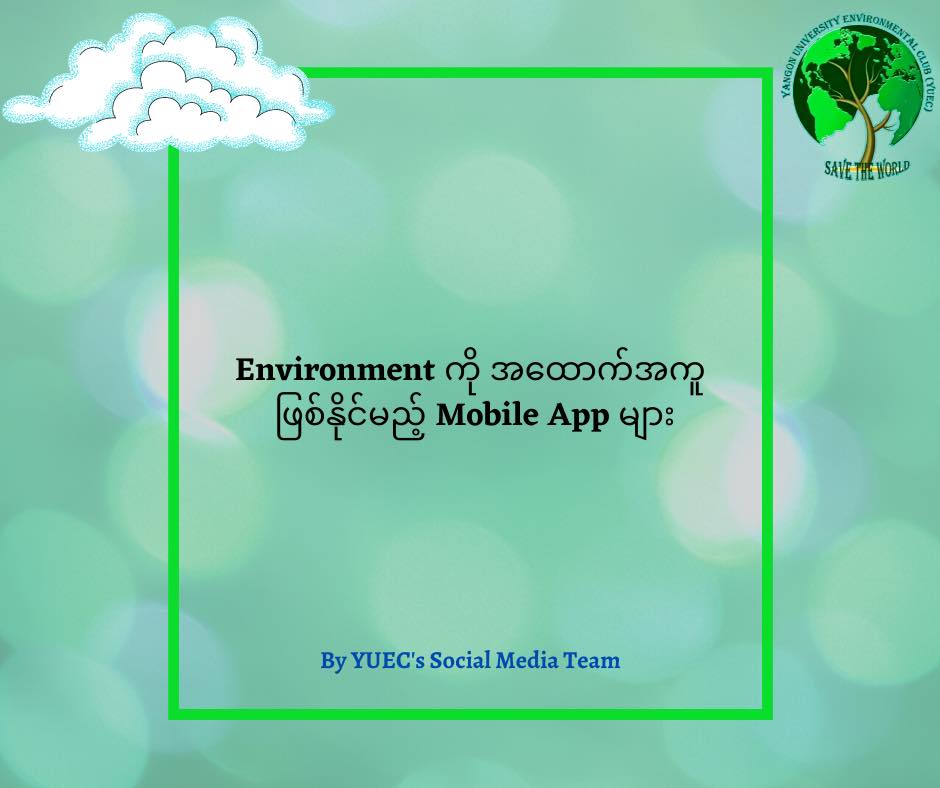 YANGON UNIVERSITY ENVIRONMENTAL CLUB (YUEC)
SAVE THE WORLD
Environment ကို အထောက်အကူ
ဖြစ်နိုင်မည့် Mobile App များ
By YUEC's Social Media Team